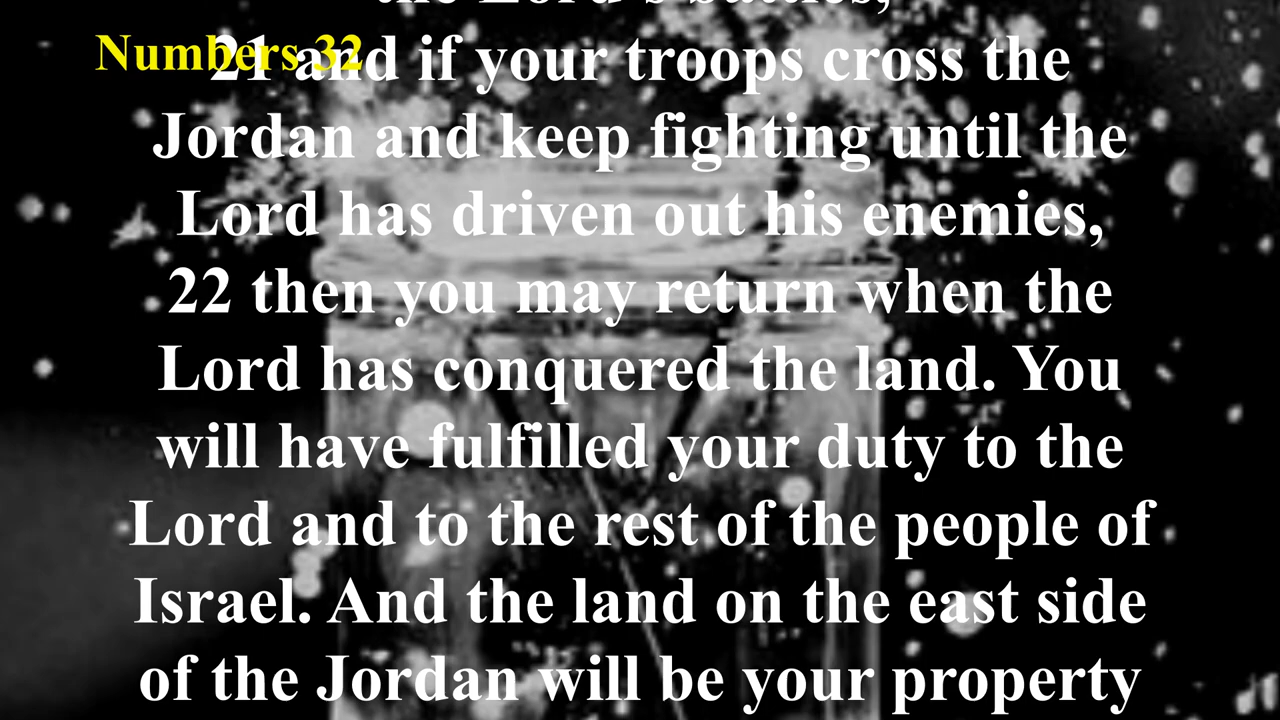 the Lord's battles,
Numbers 32
21 and if your troops cross the
Jordan and keep fighting until the
Lord has driven out his enemies,
22 then you may return when the
Lord has conquered the land. You
will have fulfilled your duty to the
Lord and to the rest of the people of
Israel. And the land on the east side
of the Jordan will be your property